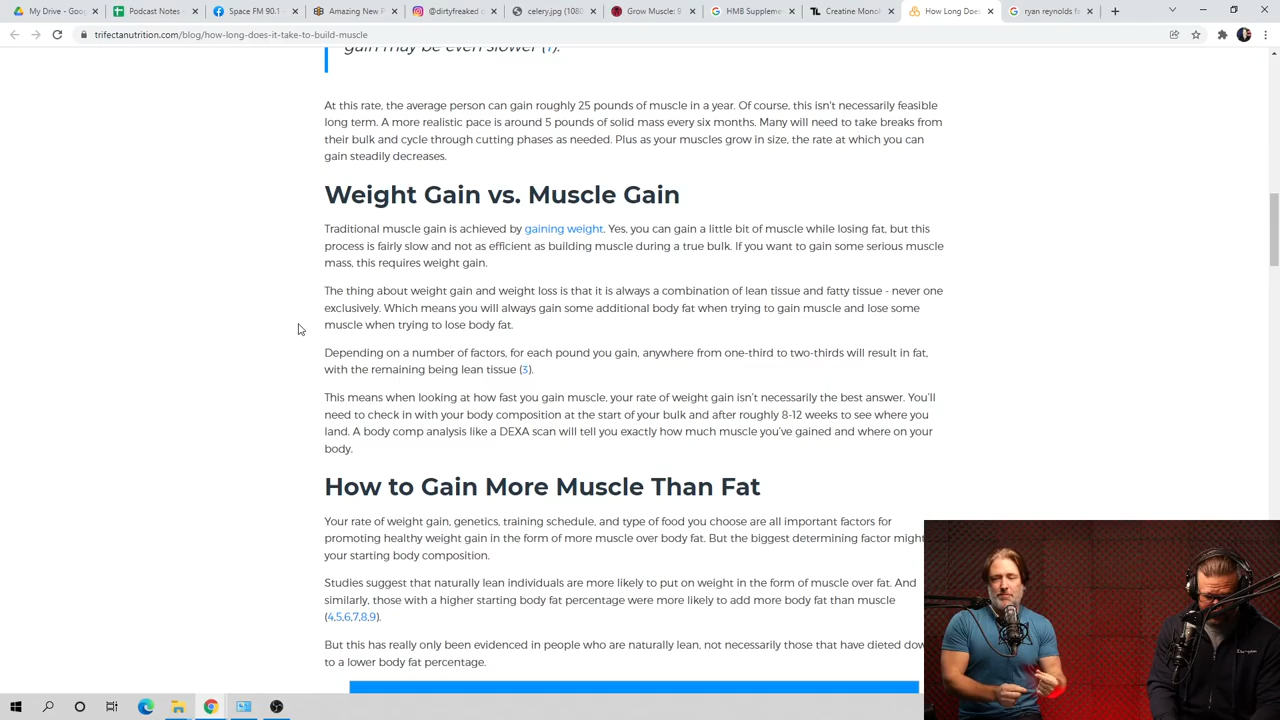 My Drive - Goog
Podcast Notes -
Space FM 90.1 -
Amazing New P
@dirtyfreaked o
celery.jpg (1080
Grow Muscle: 9
HMB Suppleme
Creatine Mono
How Long Does
ryan reynolds fa
trifectanutrition.com/blog/how-long-does-it-take-to-build-muscle
gain may be even slower (1).
At this rate, the average person can gain roughly 25 pounds of muscle in a year. Of course, this isn't necessarily feasible
long term. A more realistic pace is around 5 pounds of solid mass every six months. Many will need to take breaks from
their bulk and cycle through cutting phases as needed. Plus as your muscles grow in size, the rate at which you can
gain steadily decreases.
Weight Gain vs. Muscle Gain
Traditional muscle gain is achieved by gaining weight. Yes, you can gain a little bit of muscle while losing fat, but this
process is fairly slow and not as efficient as building muscle during a true bulk. If you want to gain some serious muscle
mass, this requires weight gain.
The thing about weight gain and weight loss is that it is always a combination of lean tissue and fatty tissue - never one
exclusively. Which means you will always gain some additional body fat when trying to gain muscle and lose some
muscle when trying to lose body fat.
Depending on a number of factors, for each pound you gain, anywhere from one-third to two-thirds will result in fat,
with the remaining being lean tissue (3).
This means when looking at how fast you gain muscle, your rate of weight gain isn't necessarily the best answer. You'll
need to check in with your body composition at the start of your bulk and after roughly 8-12 weeks to see where you
land. A body comp analysis like a DEXA scan will tell you exactly how much muscle you've gained and where on your
body.
How to Gain More Muscle Than Fat
Your rate of weight gain, genetics, training schedule, and type of food you choose are all important factors for
promoting healthy weight gain in the form of more muscle over body fat. But the biggest determining factor might
your starting body composition.
Studies suggest that naturally lean individuals are more likely to put on weight in the form of muscle over fat. And
similarly, those with a higher starting body fat percentage were more likely to add more body fat than muscle
(4,5,6,7,8,9).
But this has really only been evidenced in people who are naturally lean, not necessarily those that have dieted dow
to a lower body fat percentage.